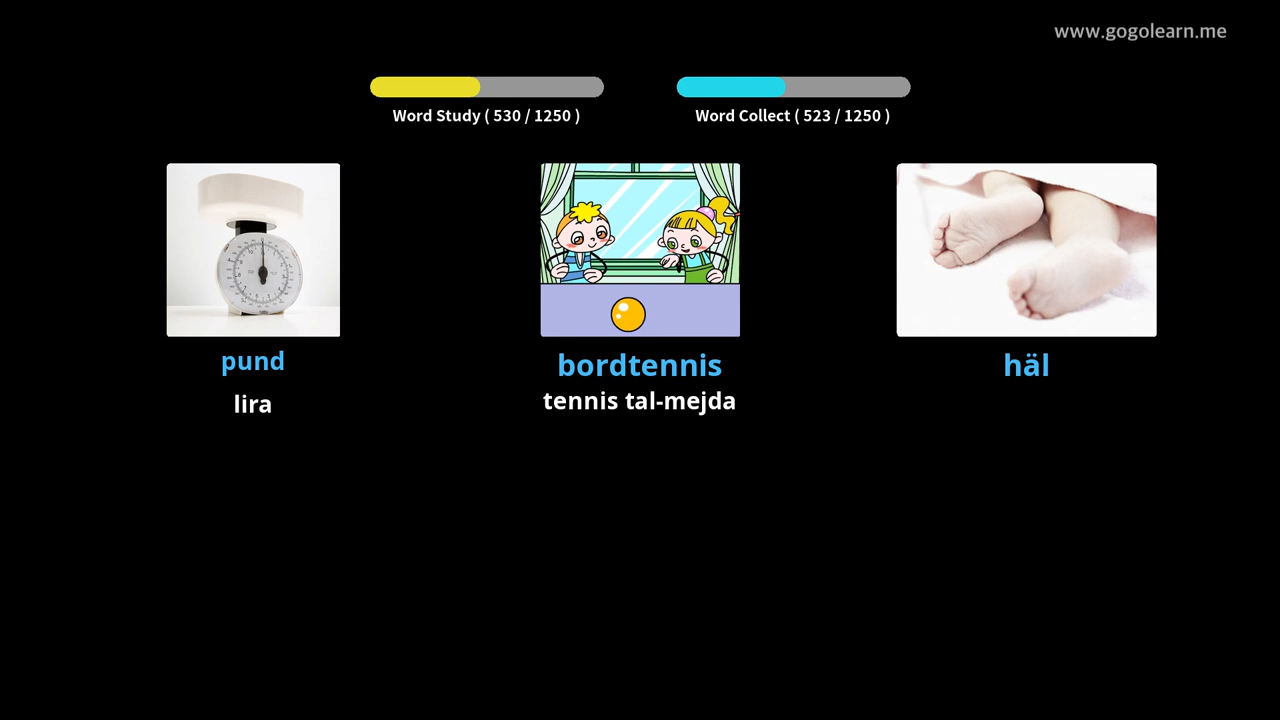 www.gogolearn.me
Word Study ( 530 / 1250 )
Word Collect ( 523 / 1250 )
pund
lira
bordtennis
tennis tal-mejda
häl